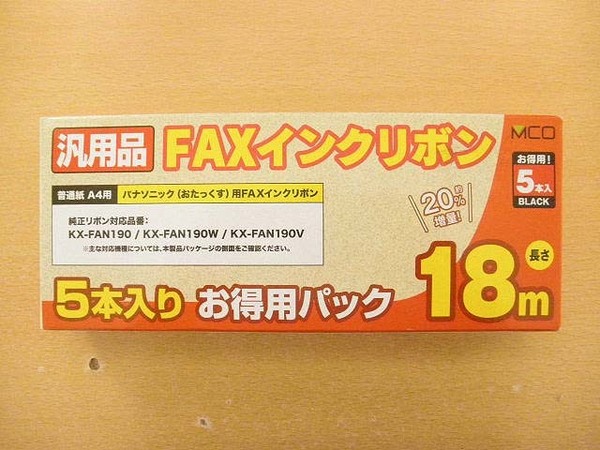 汎用品
FAXインクリボン
MCO
お得用!
5本入
BLACK
普通紙 A4用
パナソニック(おたっくす)用FAXインクリボン
純正リボン対応品番:
KX-FAN190 / KX-FAN190W / KX-FAN190V
※主な対応機種については、本製品パッケージの側面をご確認ください。
約20%
増量!
5本入り お得用パック
長さ
18m